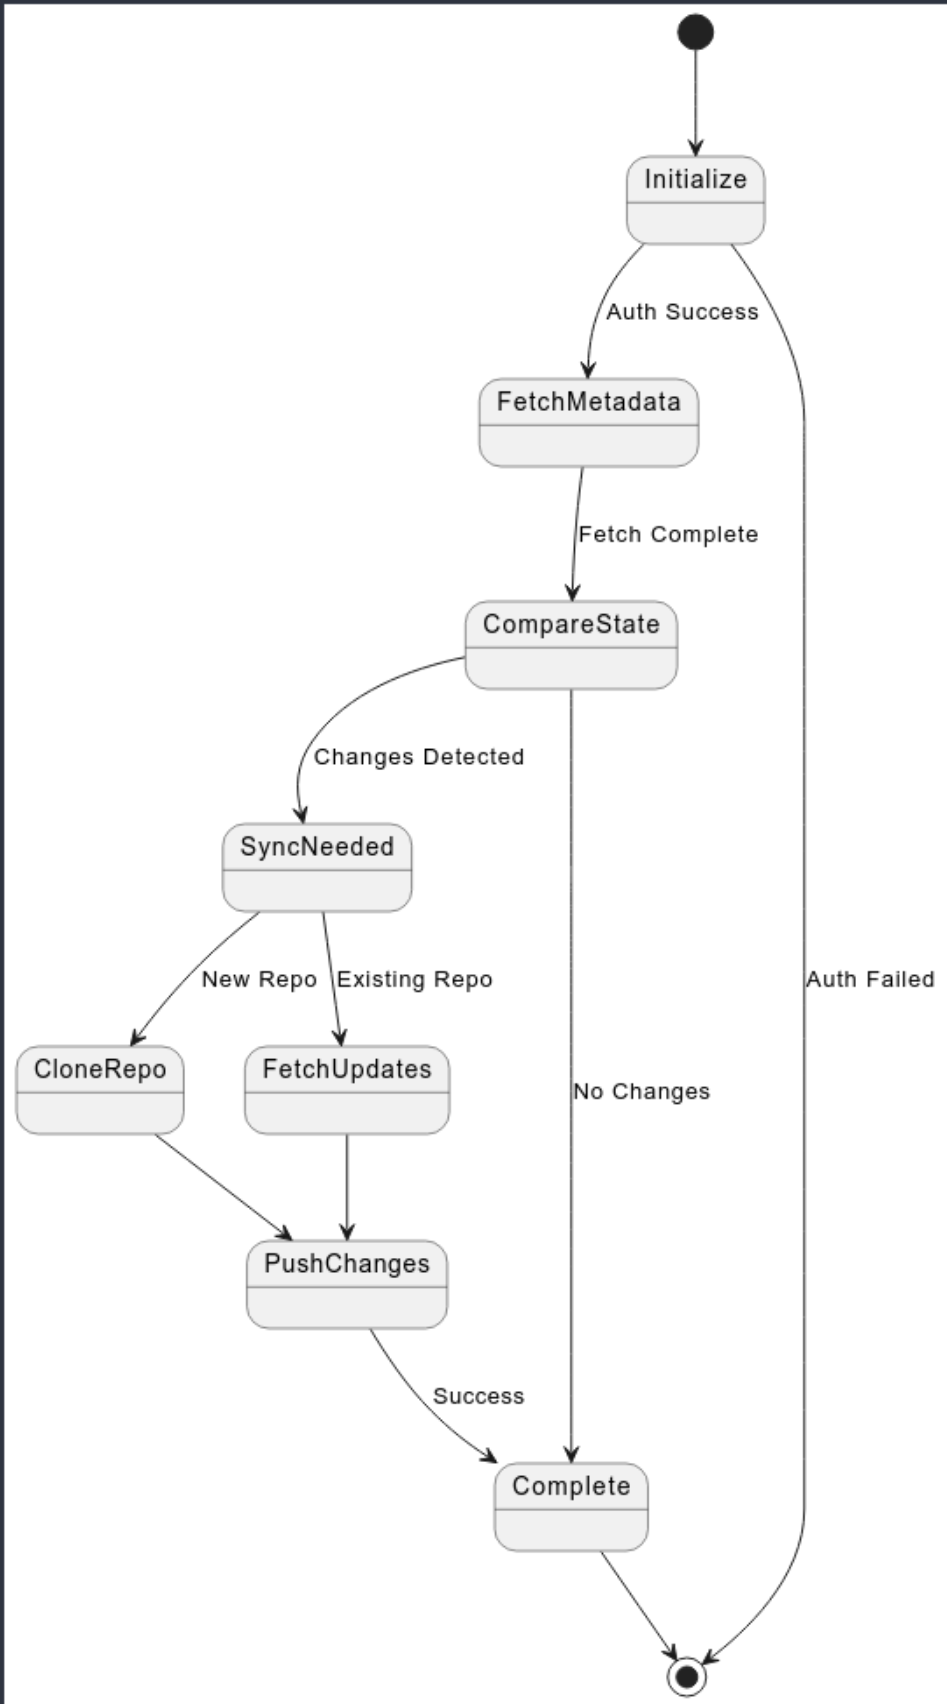 Initialize
Auth Success
FetchMetadata
Fetch Complete
CompareState
Changes Detected
SyncNeeded
New Repo
Existing Repo
Auth Failed
CloneRepo
FetchUpdates
No Changes
PushChanges
Success
Complete